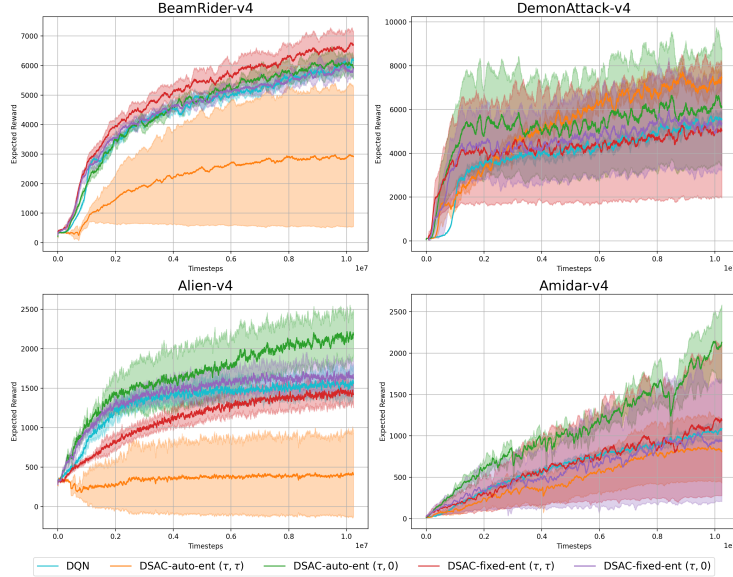 BeamRider-v4
7000
6000
5000
4000
3000
2000
1000
0
Expected Reward
0.0 0.2 0.4 0.6 0.8 1.0
Timesteps
1e7
DemonAttack-v4
10000
8000
6000
4000
2000
0
Expected Reward
0.0 0.2 0.4 0.6 0.8 1.0
Timesteps
1e
Alien-v4
2500
2000
1500
1000
500
0
Expected Reward
0.0 0.2 0.4 0.6 0.8 1.0
Timesteps
1e7
Amidar-v4
2500
2000
1500
1000
500
0
Expected Reward
0.0 0.2 0.4 0.6 0.8 1.0
Timesteps
1e
DQN DSAC-auto-ent (τ, τ) DSAC-auto-ent (τ, 0) DSAC-fixed-ent (τ, τ) DSAC-fixed-ent (τ, 0)